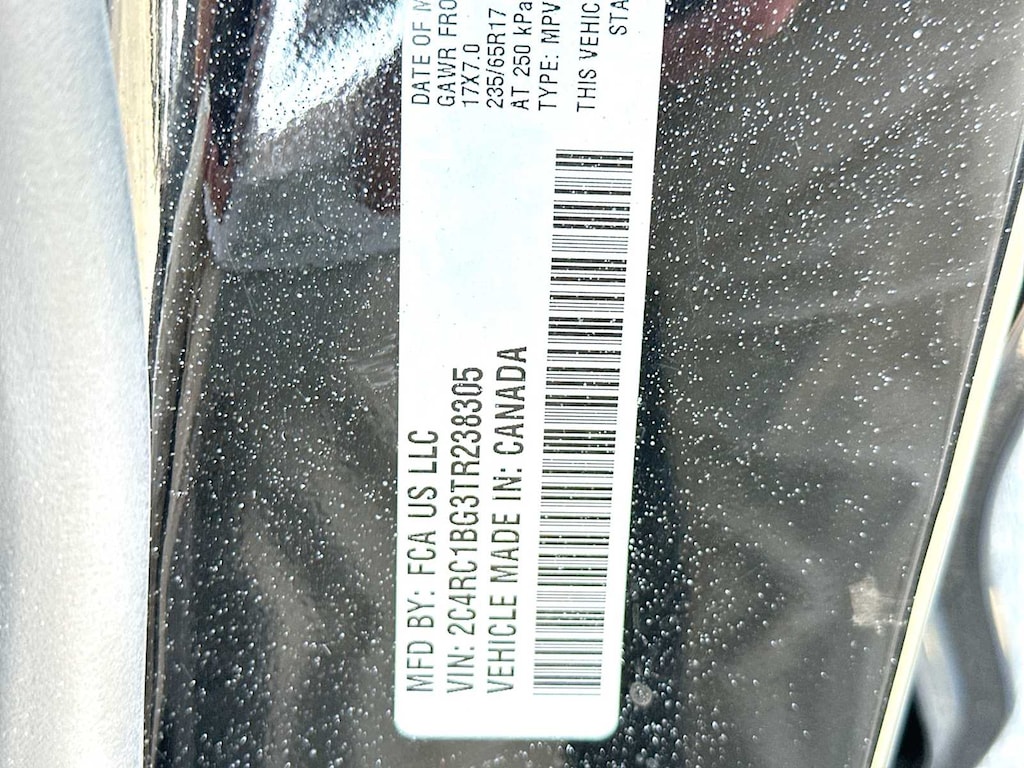 MFD BY: FCA US LLC
VIN: 2C4RC1BG3TR238305
VEHICLE MADE IN: CANADA
DATE OF M
GAWR FRO
17X7.0
235/65R17
AT 250 kPa
TYPE: MPV
THIS VEHIC
STA